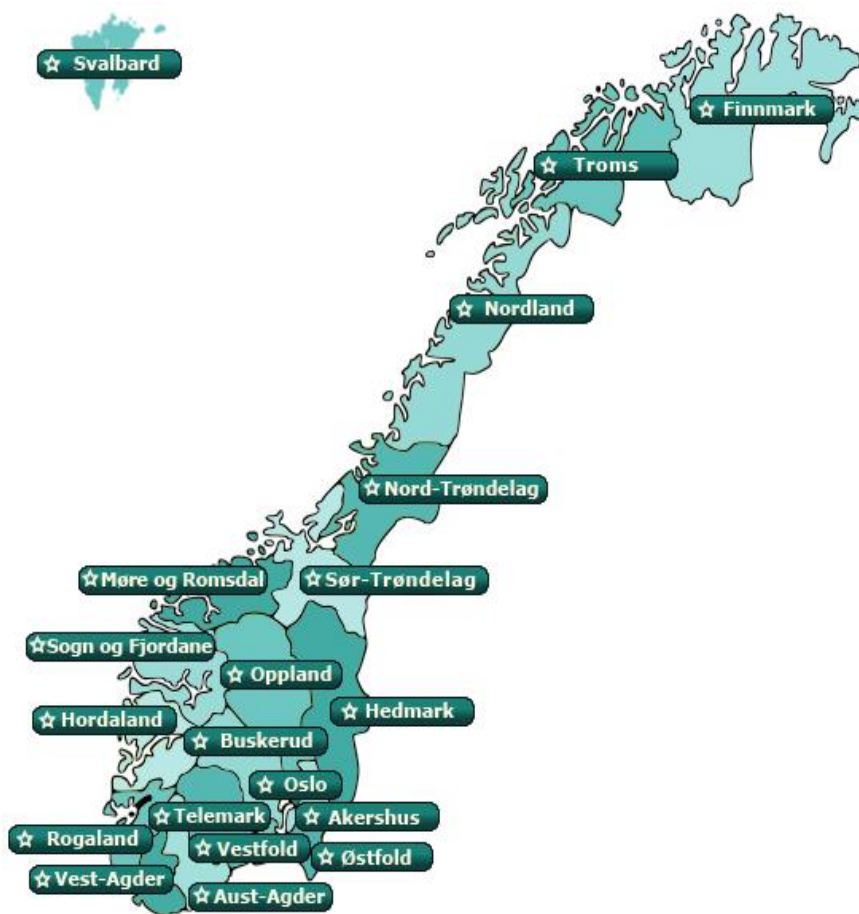 Svalbard
Finnmark
Troms
Nordland
Nord-Trøndelag
Møre og Romsdal
Sør-Trøndelag
Sogn og Fjordane
Oppland
Hordaland
Hedmark
Buskerud
Oslo
Telemark
Akershus
Rogaland
Vestfold
Østfold
Vest-Agder
Aust-Agder